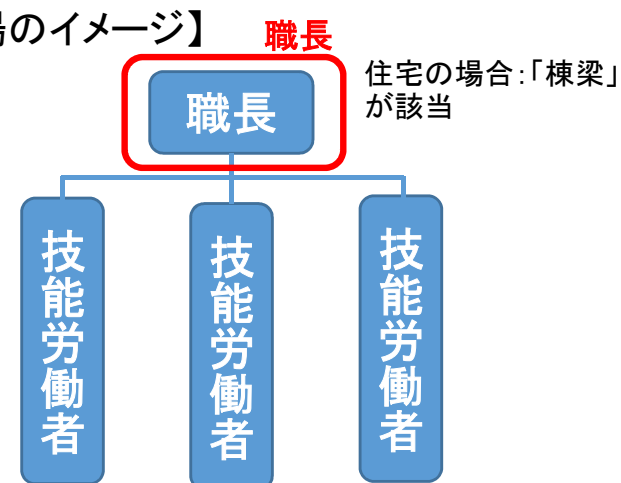 場のイメージ】
職長
住宅の場合:「棟梁」
が該当
職長
技能労働者
技能労働者
技能労働者